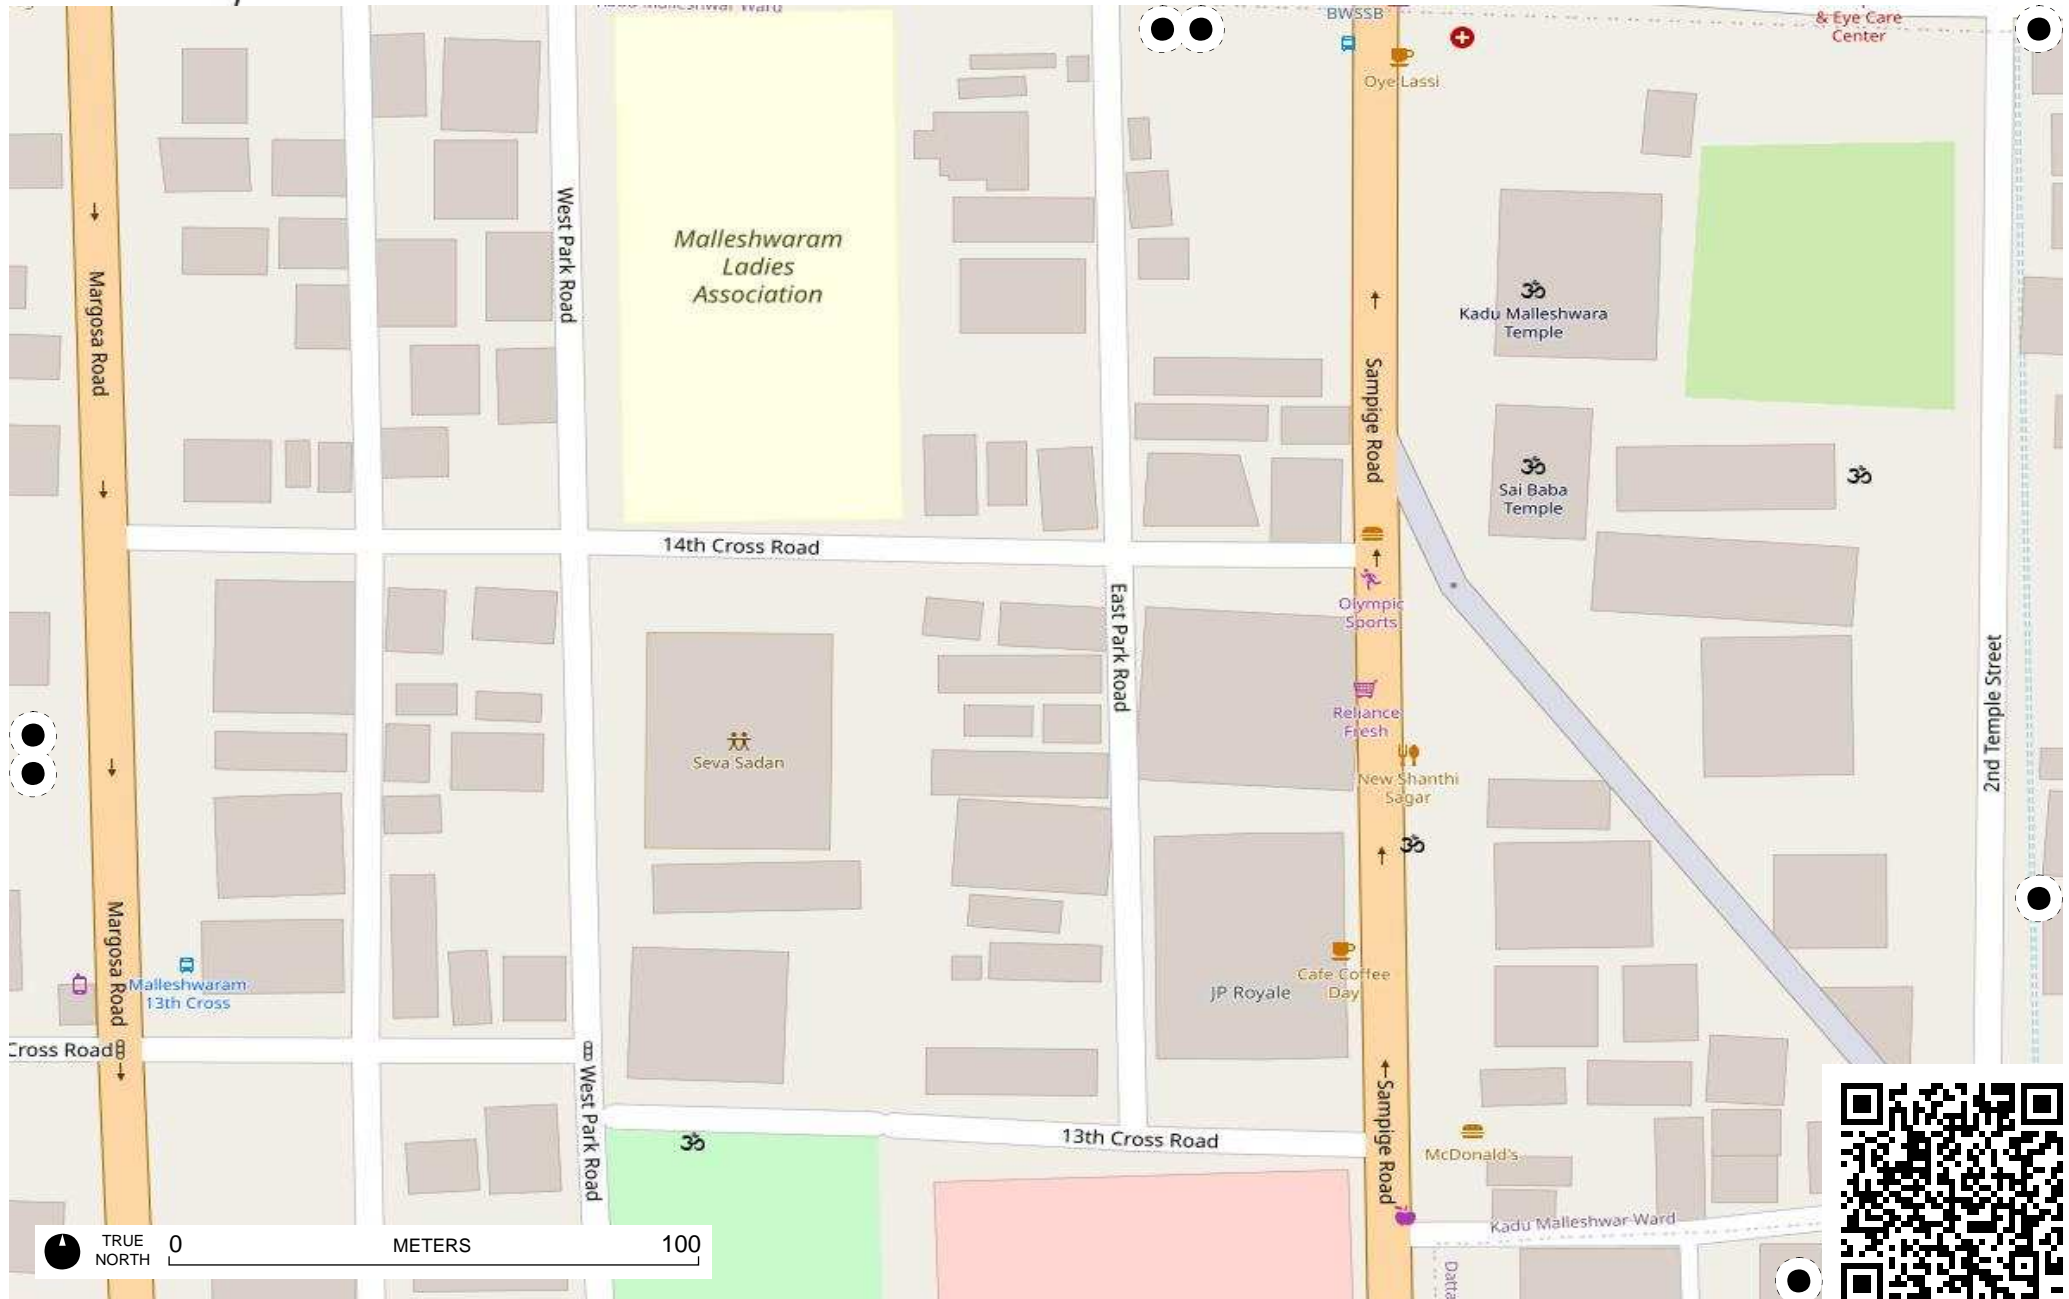 BWSSB
& Eye Care
Center
Oye Lassi
West Park Road
Malleshwaram
Ladies
Association
Margosa Road
Kadu Malleshwara
Temple
Sampige Road
Sai Baba
Temple
14th Cross Road
East Park Road
Olympic
Sports
2nd Temple Street
Reliance
Fresh
Seva Sadan
New Shanthi
Sagar
Margosa Road
Malleshwaram
13th Cross
Cafe Coffee
Day
JP Royale
Cross Road
West Park Road
13th Cross Road
Sampige Road
McDonald's
Kadu Malleshwar Ward
Datta
TRUE
NORTH
0 METERS 100